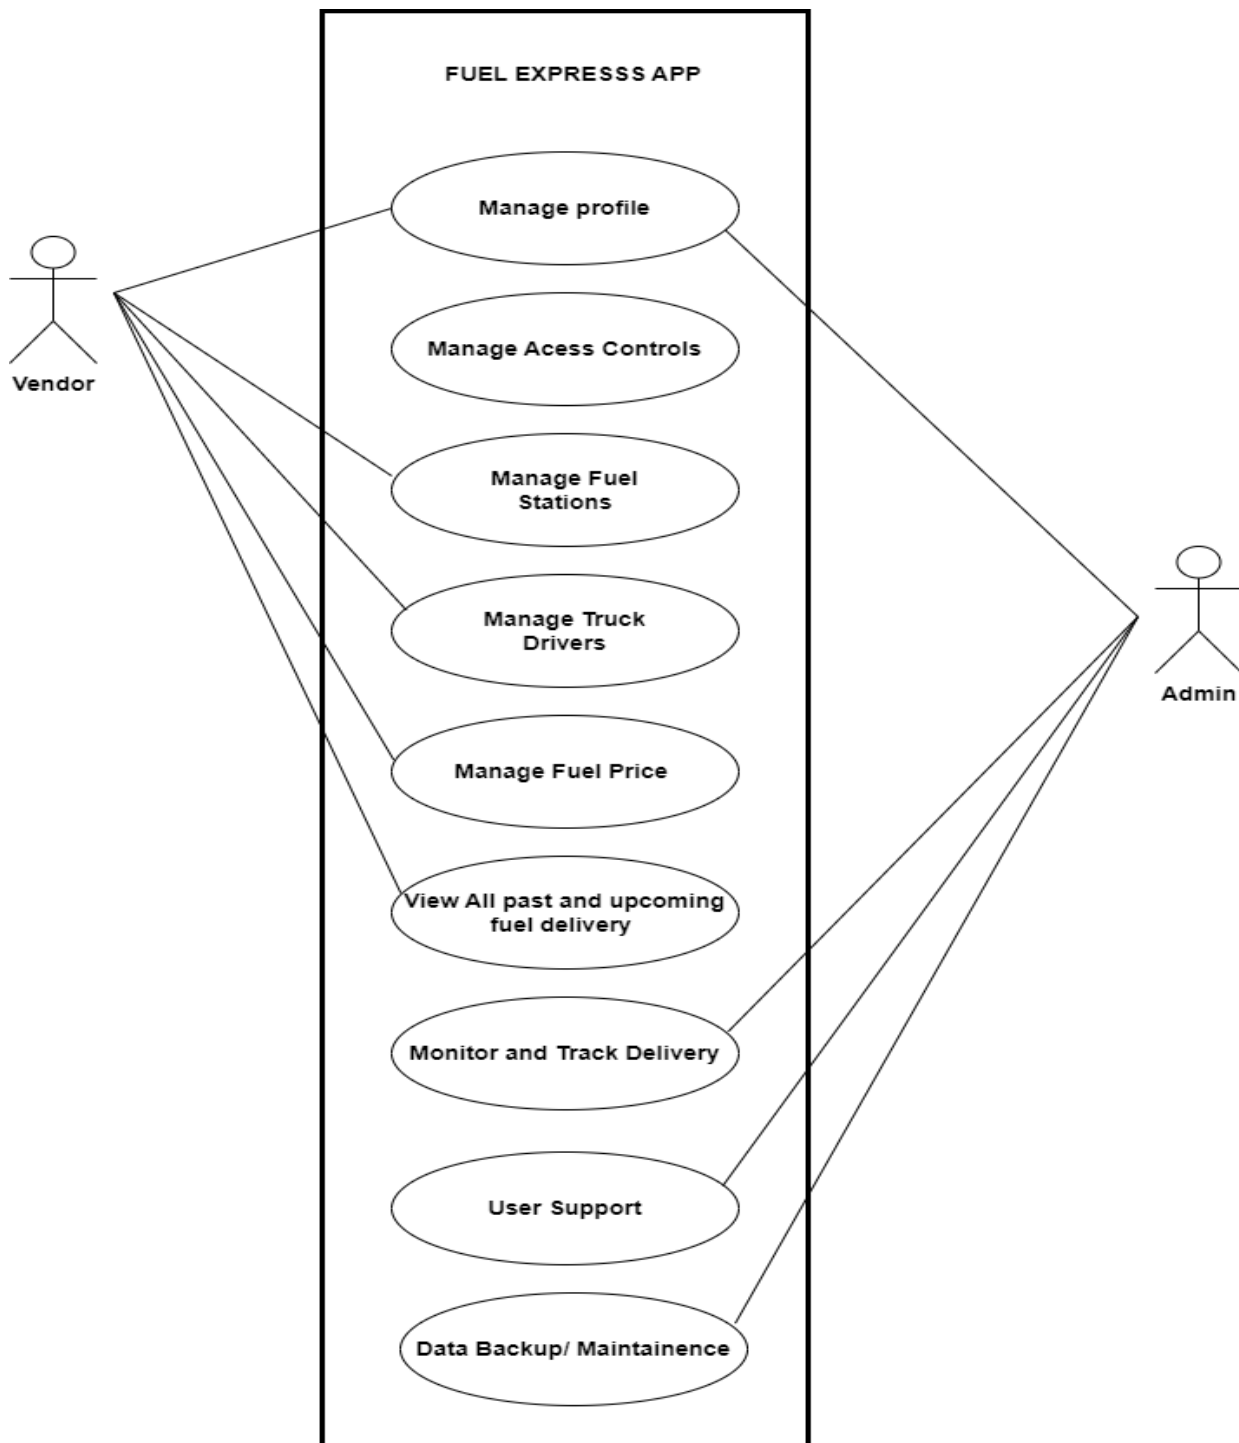 FUEL EXPRESSS APP
Manage profile
Vendor
Manage Acess Controls
Manage Fuel
Stations
Manage Truck
Drivers
Admin
Manage Fuel Price
View All past and upcoming
fuel delivery
Monitor and Track Delivery
User Support
Data Backup/ Maintainence